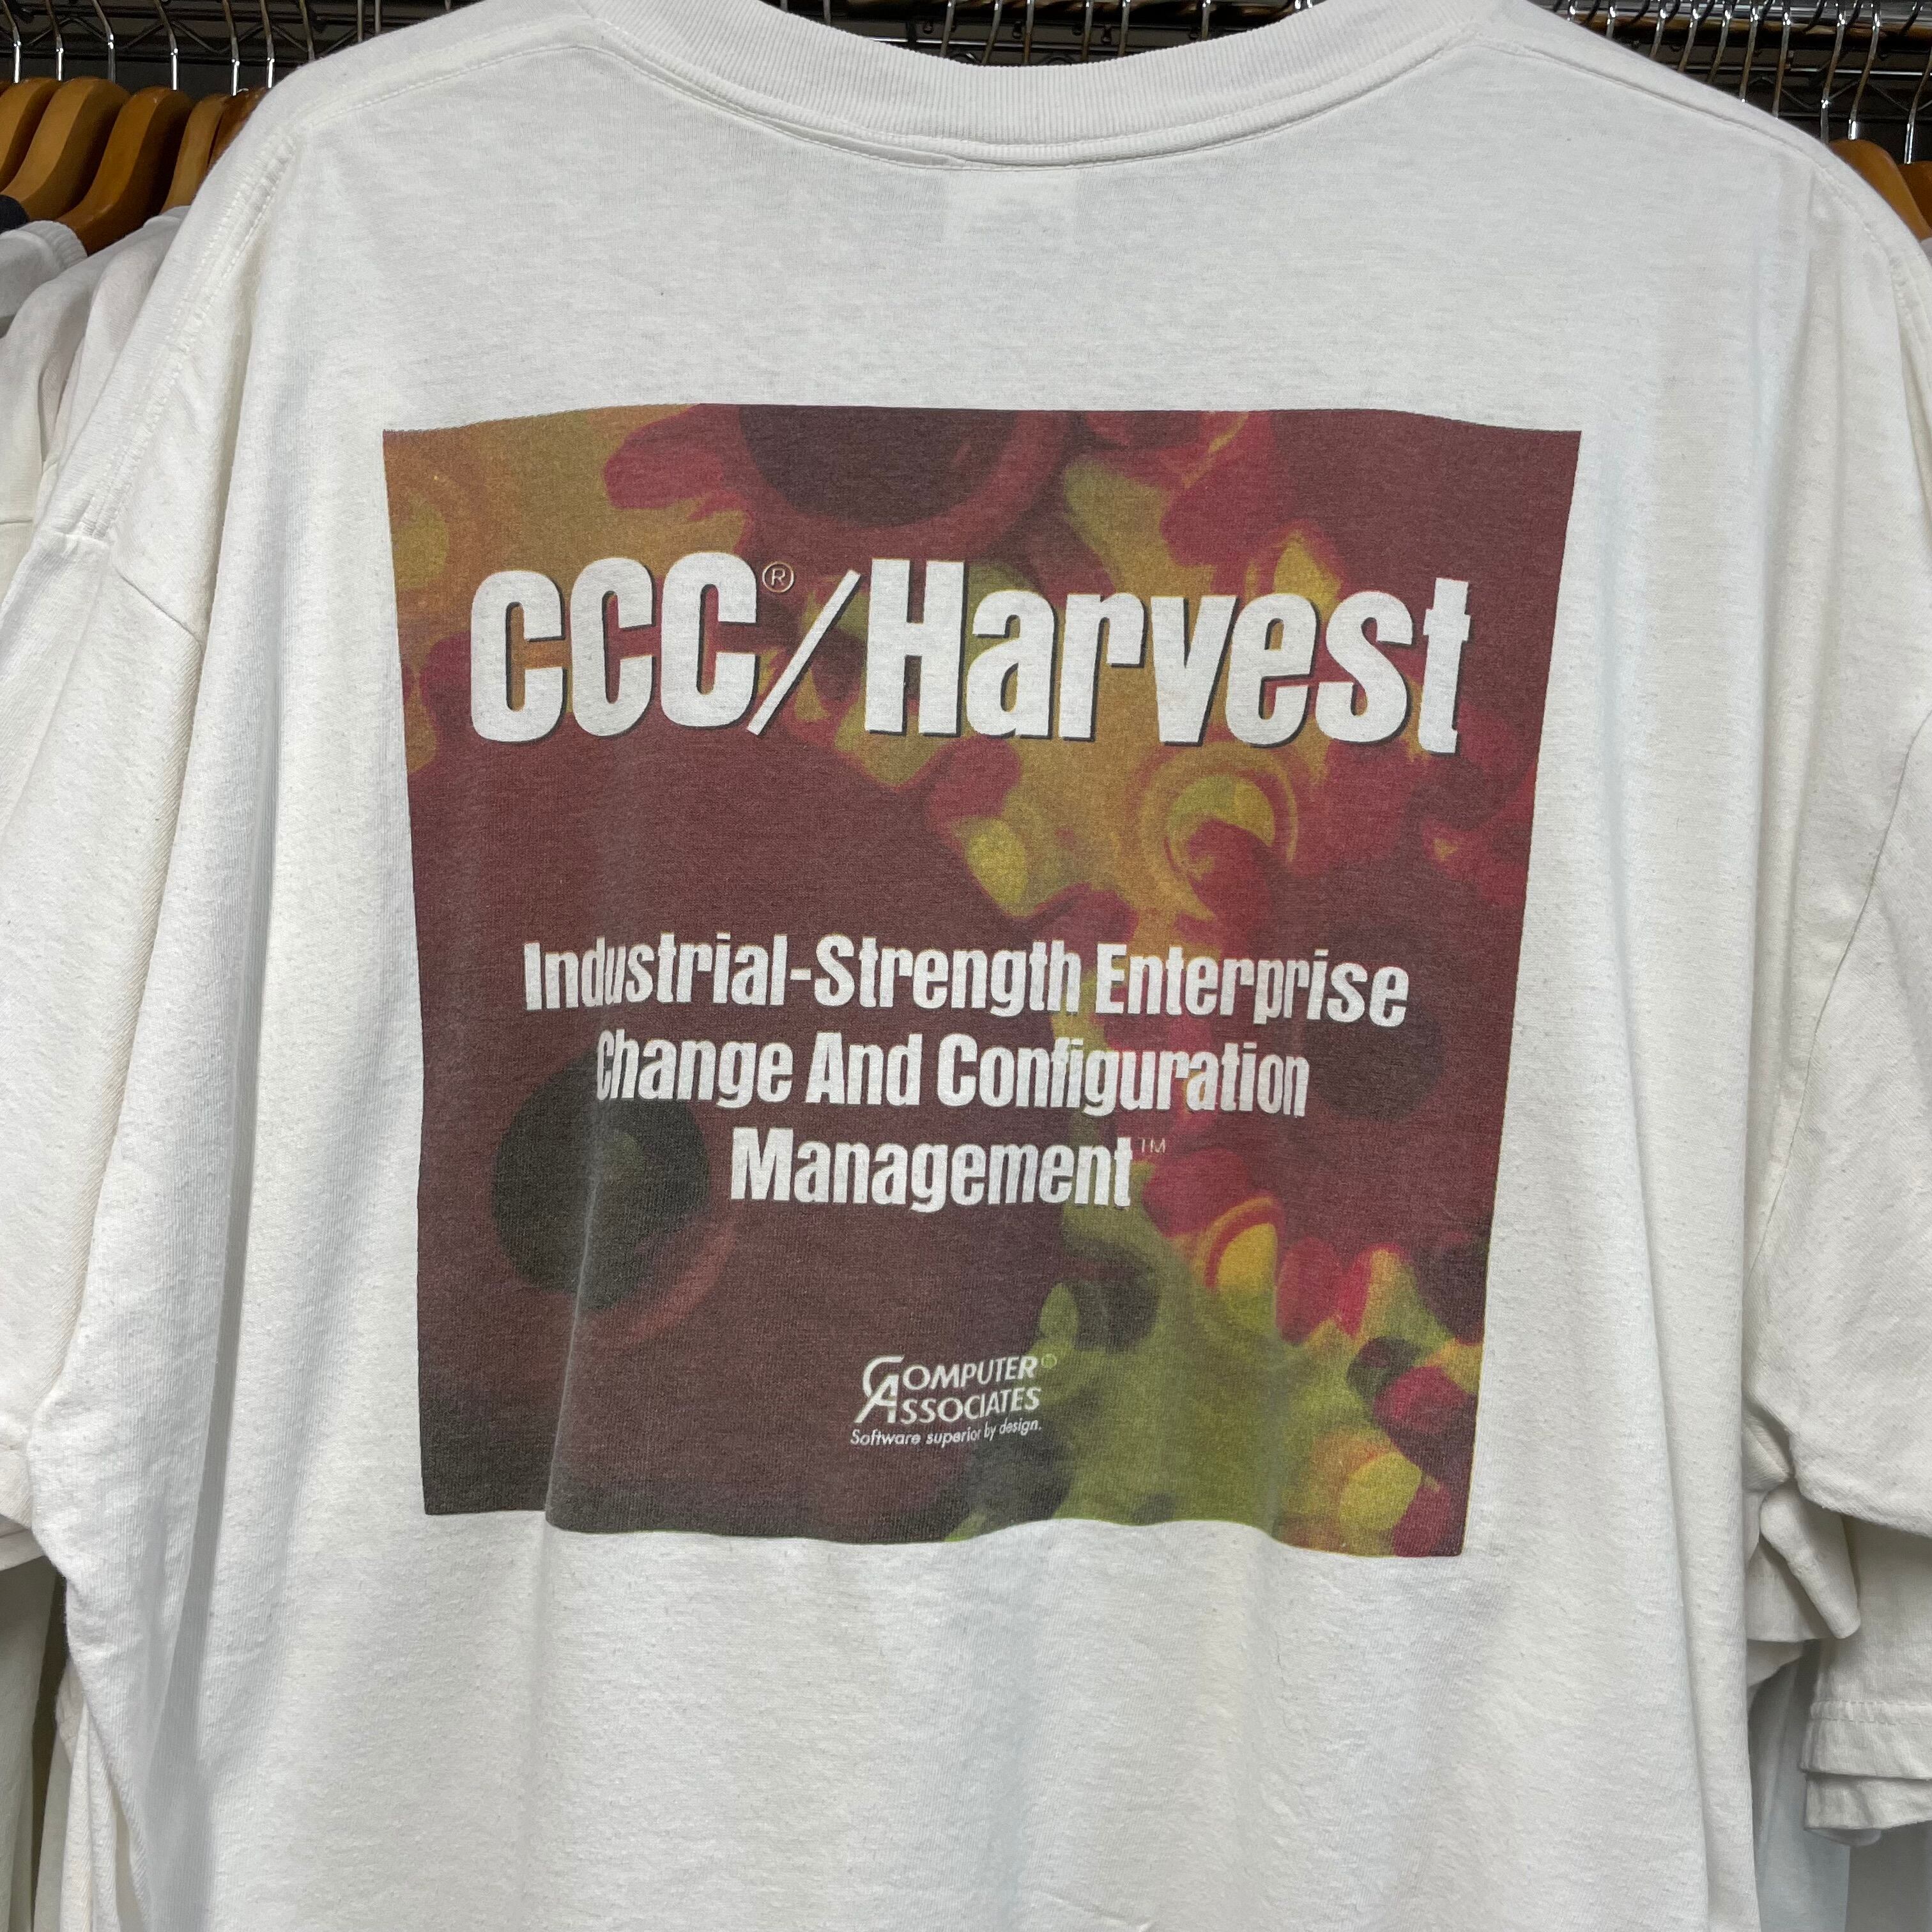 CCC®/Harvest
Industrial-Strength Enterprise
Change And Configuration
Management™
COMPUTER®
ASSOCIATES
Software superior by design.